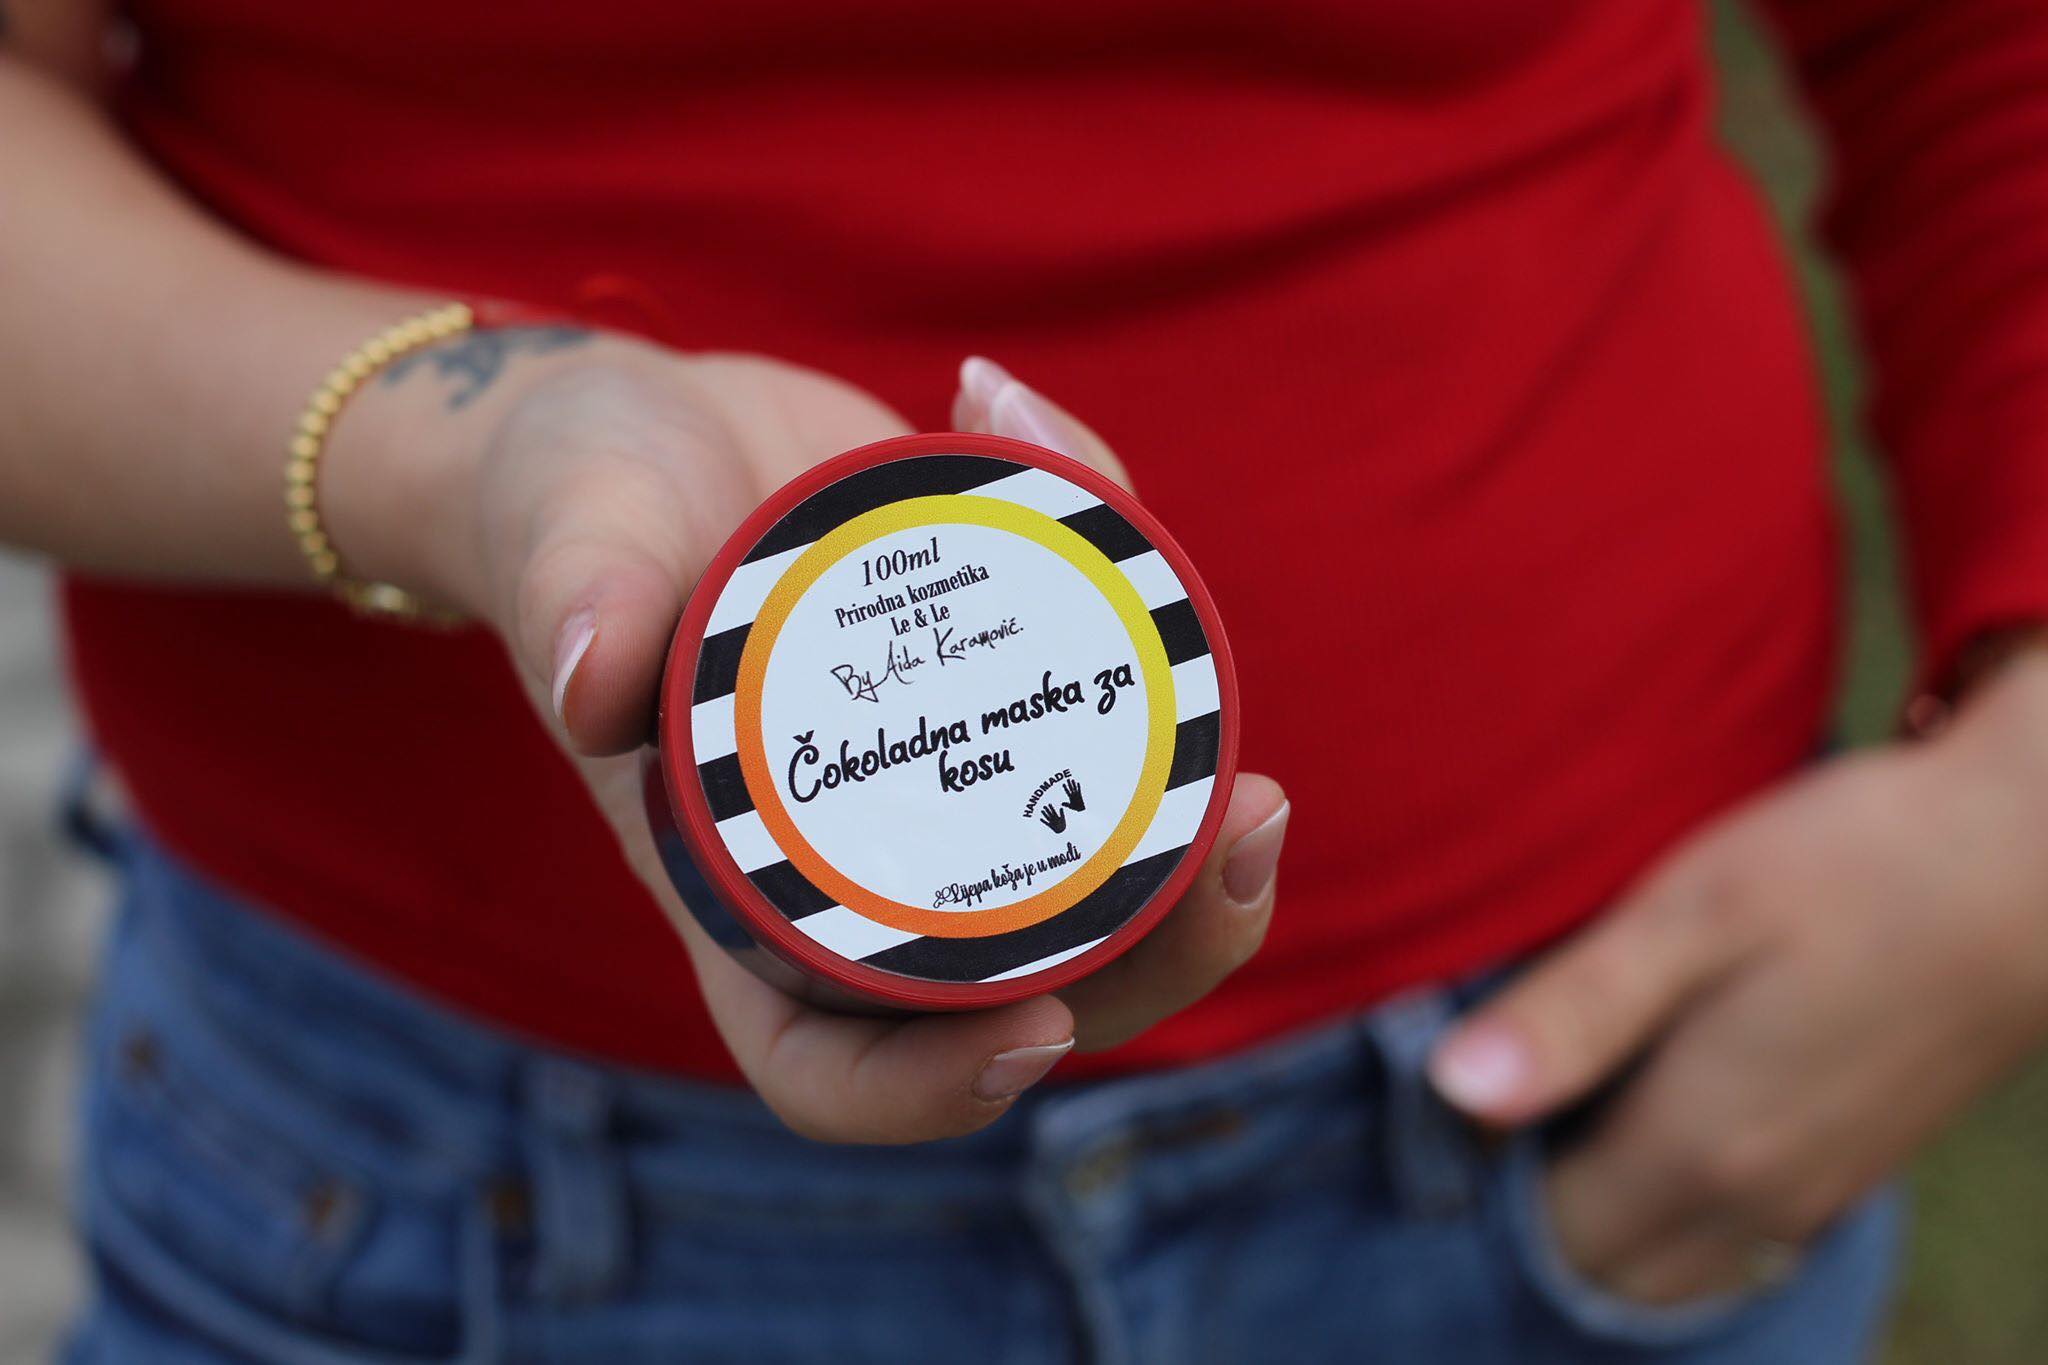 100ml
Prirodna kozmetika
Le & Le
By Aida Karamović.
Čokoladna maska za
kosu
HANDMADE
Lijepa koža je u modi